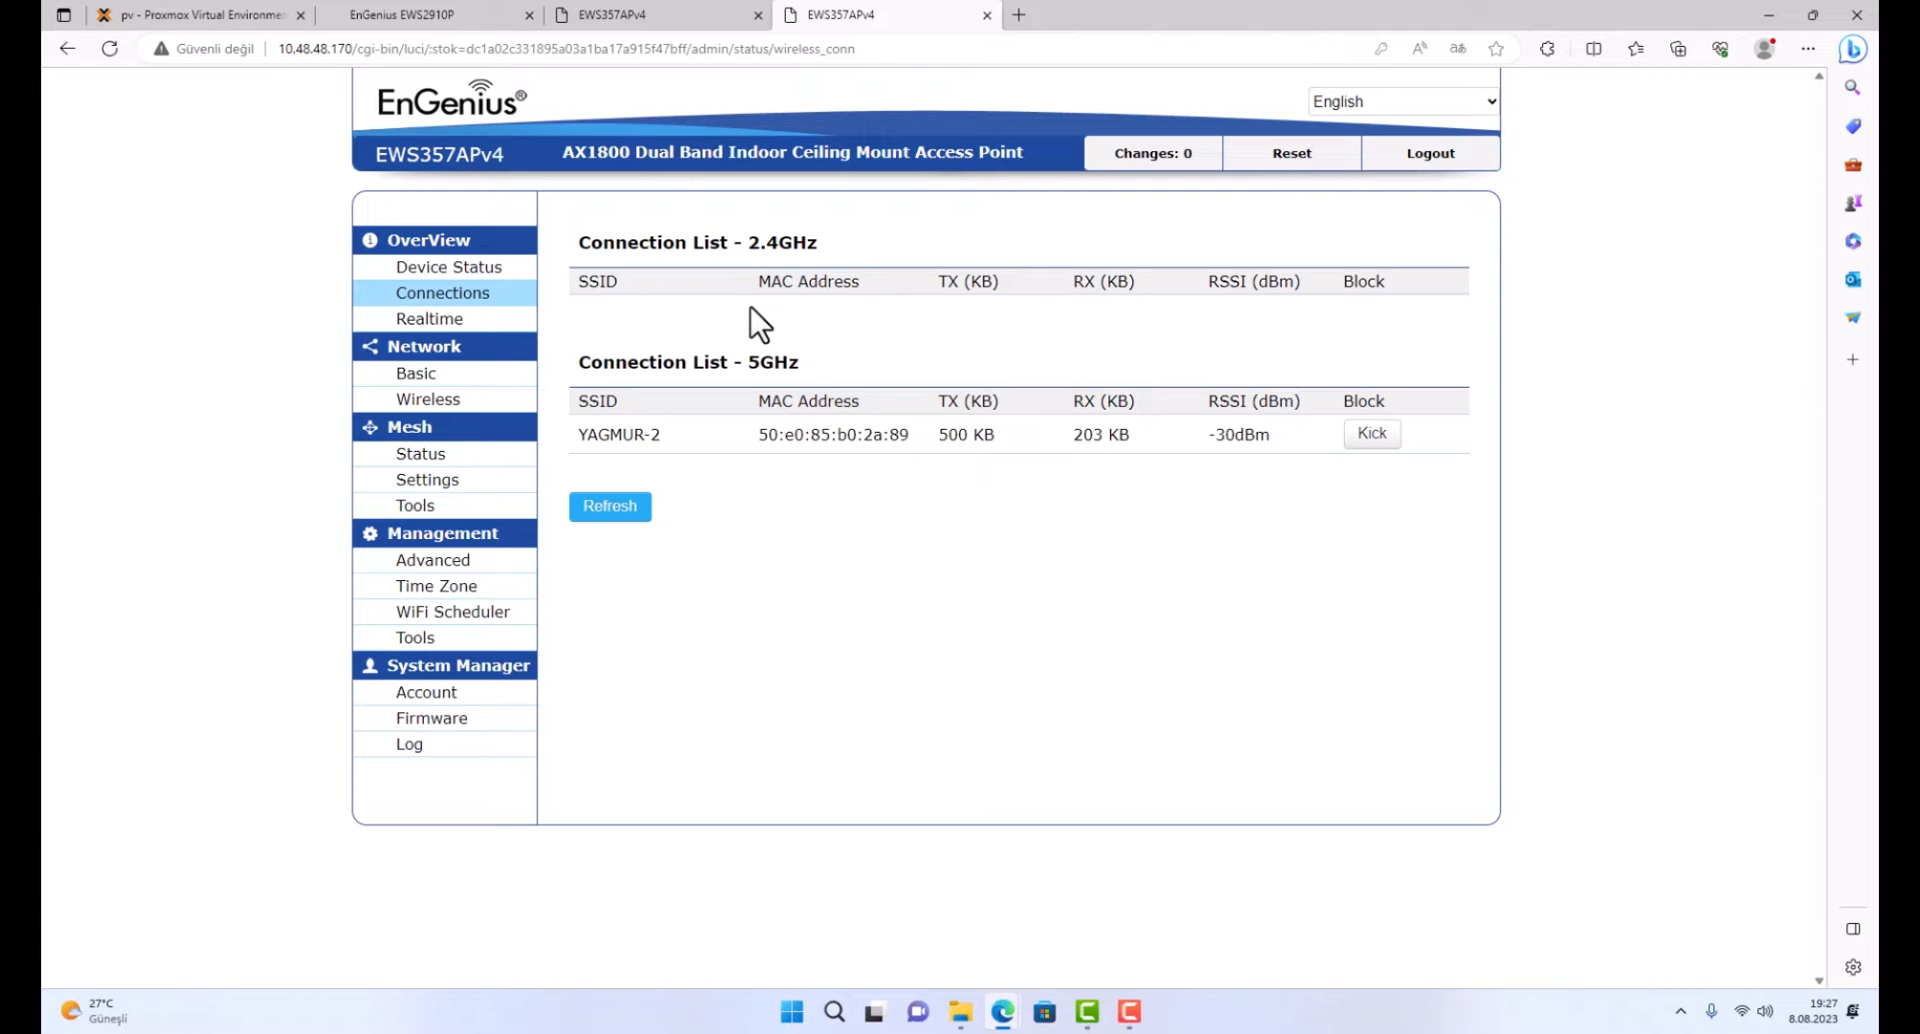 pv - Proxmox Virtual Environme
EnGenius EWS2910P
EWS357APv4
EWS357APv4
Güvenli değil
10.48.48.170/cgi-bin/luci/;stok=dc1a02c331895a03a1ba17a915f47bff/admin/status/wireless_conn
EnGenius®
English
EWS357APv4
AX1800 Dual Band Indoor Ceiling Mount Access Point
Changes: 0
Reset
Logout
OverView
Device Status
Connections
Realtime
Network
Basic
Wireless
Mesh
Status
Settings
Tools
Management
Advanced
Time Zone
WiFi Scheduler
Tools
System Manager
Account
Firmware
Log
Connection List - 2.4GHz
SSID MAC Address TX (KB) RX (KB) RSSI (dBm) Block
Connection List - 5GHz
SSID MAC Address TX (KB) RX (KB) RSSI (dBm) Block
YAGMUR-2 50:e0:85:b0:2a:89 500 KB 203 KB -30dBm Kick
Refresh
27°C
Güneşli
19:27
8.08.2023